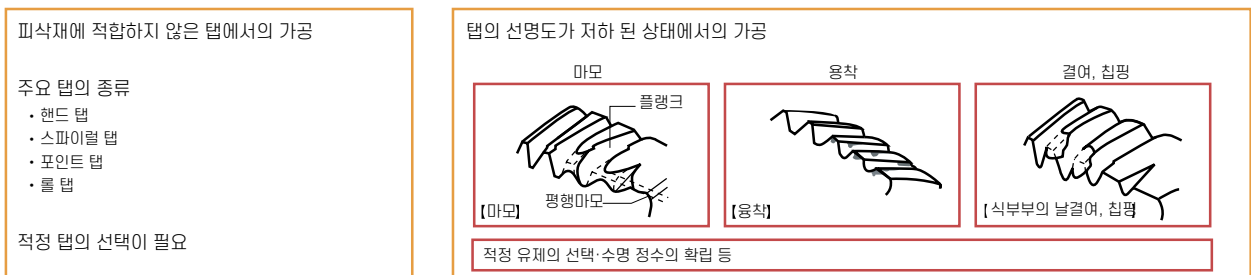 피삭재에 적합하지 않은 탭에서의 가공
주요 탭의 종류
・핸드 탭
・스파이럴 탭
・포인트 탭
・롤 탭
적정 탭의 선택이 필요
탭의 선명도가 저하 된 상태에서의 가공
마모
플랭크
평행마모
【마모】
용착
【용착】
결여, 칩핑
【식부부의 날결여, 칩핑】
적정 유제의 선택·수명 정수의 확립 등